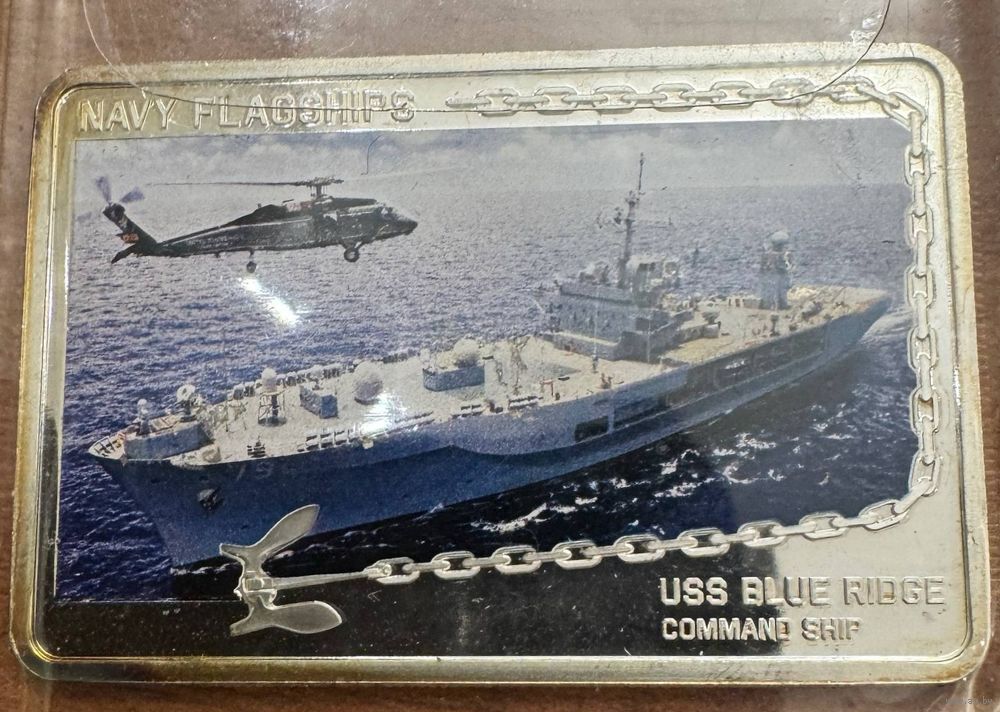 NAVY FLAGSHIPS
USS BLUE RIDGE
COMMAND SHIP